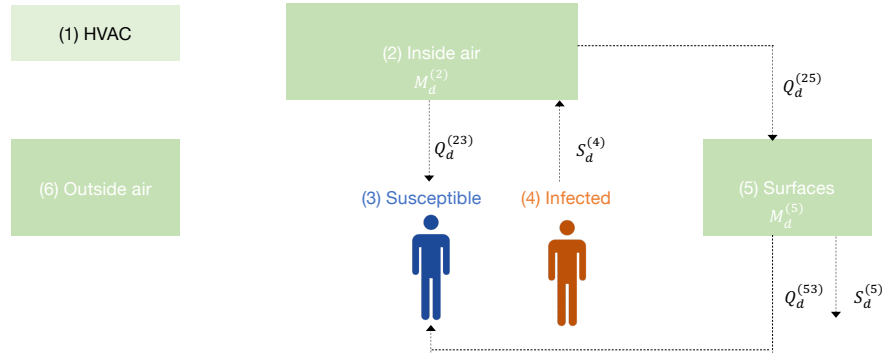 (1) HVAC
(2) Inside air
M_d^{(2)}
Q_d^{(25)}
Q_d^{(23)}
S_d^{(4)}
(6) Outside air
(3) Susceptible
(4) Infected
(5) Surfaces
M_d^{(5)}
Q_d^{(53)}
S_d^{(5)}